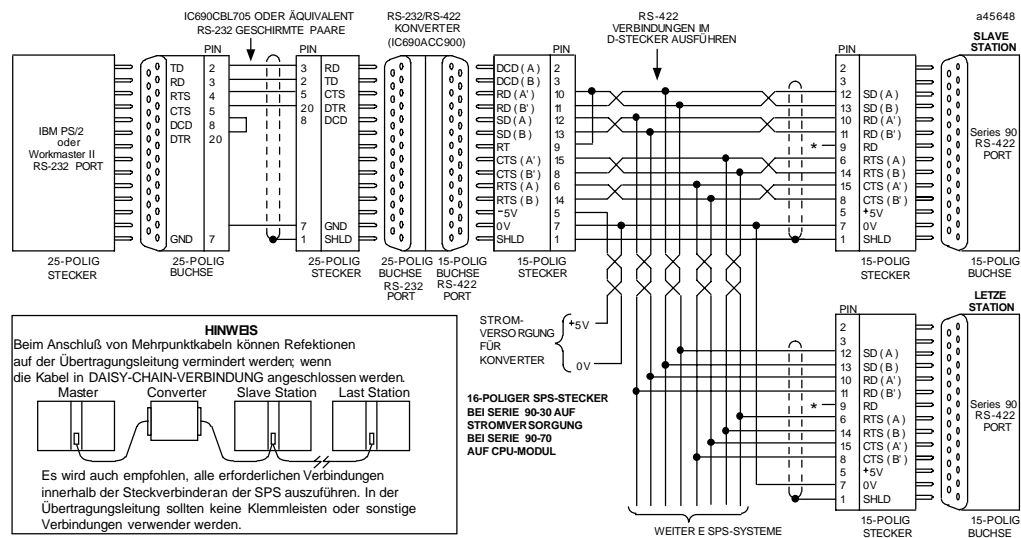 IC690CBL705 ODER ÄQUIVALENT
RS-232 GESCHIRMTE PAARE
RS-232/RS-422
KONVERTER
(IC690ACC900)
RS-422
VERBINDUNGEN IM
D-STECKER AUSFÜHREN
a45648
SLAVE
STATION
IBM PS/2
oder
Workmaster II
RS-232 PORT
25-POLIG
STECKER
PIN
TD 2
RD 3
RTS 4
CTS 5
DCD 8
DTR 20
GND 7
25-POLIG
BUCHSE
PIN
3 RD
2 TD
5 CTS
20 DTR
8 DCD
7 GND
1 SHLD
25-POLIG
STECKER
25-POLIG
BUCHSE
RS-232
PORT
15-POLIG
BUCHSE
RS-422
PORT
PIN
DCD (A) 2
DCD (B) 3
RD (A') 10
RD (B') 11
SD (A) 12
SD (B) 13
RT 9
CTS (A') 15
CTS (B') 8
RTS (A) 6
RTS (B) 14
-5V 5
0V 7
SHLD 1
15-POLIG
STECKER
PIN
2
3
12 SD (A)
13 SD (B)
10 RD (A')
11 RD (B')
* 9 RD
6 RTS (A)
14 RTS (B)
15 CTS (A')
8 CTS (B')
5 +5V
7 0V
1 SHLD
15-POLIG
STECKER
Series 90
RS-422
PORT
15-POLIG
BUCHSE
STROM-
VERSORGUNG
FÜR
KONVERTER
+5V
0V
16-POLIGER SPS-STECKER
BEI SERIE 90-30 AUF
STROMVERSORGUNG
BEI SERIE 90-70
AUF CPU-MODUL
WEITERE SPS-SYSTEME
LETZE
STATION
PIN
2
3
12 SD (A)
13 SD (B)
10 RD (A')
11 RD (B')
* 9 RD
6 RTS (A)
14 RTS (B)
15 CTS (A')
8 CTS (B')
5 +5V
7 0V
1 SHLD
15-POLIG
STECKER
Series 90
RS-422
PORT
15-POLIG
BUCHSE
HINWEIS
Beim Anschluß von Mehrpunktkabeln können Refektionen
auf der Übertragungsleitung vermindert werden; wenn
die Kabel in DAISY-CHAIN-VERBINDUNG angeschlossen werden.
Master Converter Slave Station Last Station
Es wird auch empfohlen, alle erforderlichen Verbindungen
innerhalb der Steckverbinderan der SPS auszuführen. In der
Übertragungsleitung sollten keine Klemmleisten oder sonstige
Verbindungen verwender werden.